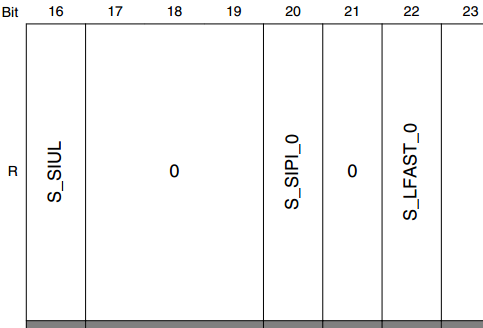 Bit 16 17 18 19 20 21 22 23
R S_SIUL 0 S_SIPI_0 0 S_LFAST_0